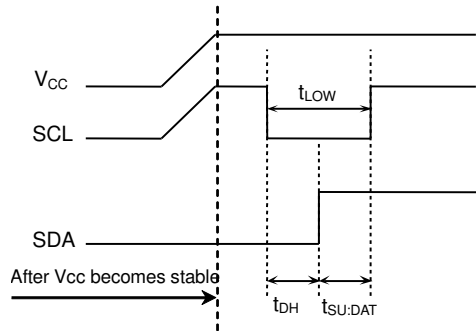 VCC
tLOW
SCL
SDA
After Vcc becomes stable
tDH
tSU:DAT